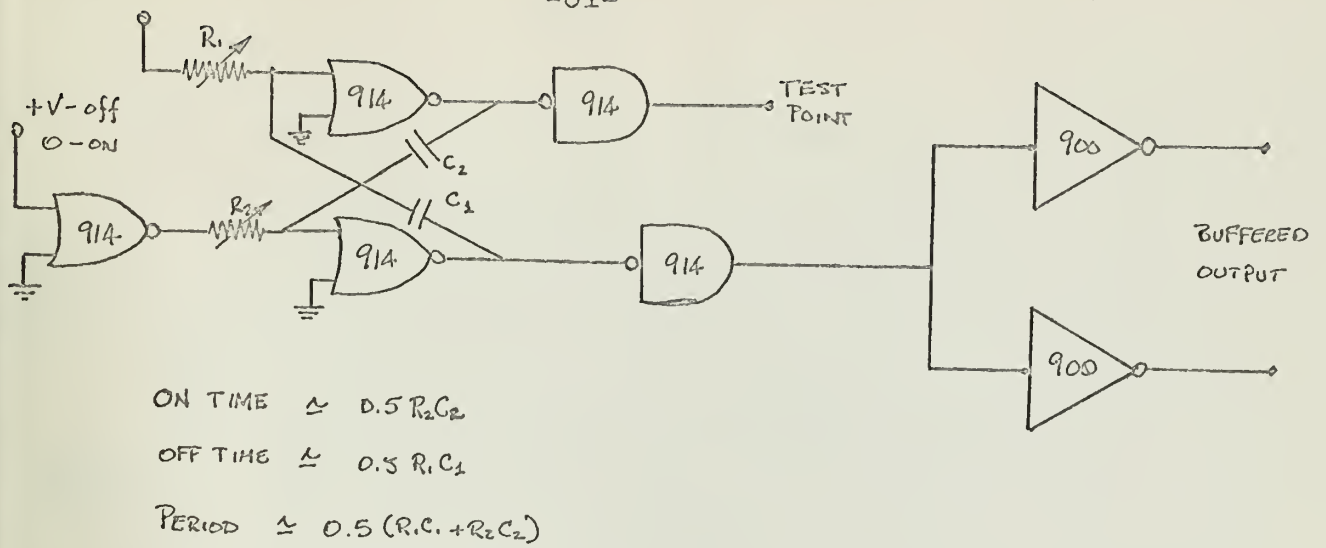 -61-
R1
+V-off
0-ON
914
914
TEST
POINT
C2
R2
C1
914
914
914
900
900
BUFFERED
OUTPUT
ON TIME ≃ 0.5 R2C2
OFF TIME ≃ 0.5 R1C1
PERIOD ≃ 0.5 (R1C1 + R2C2)